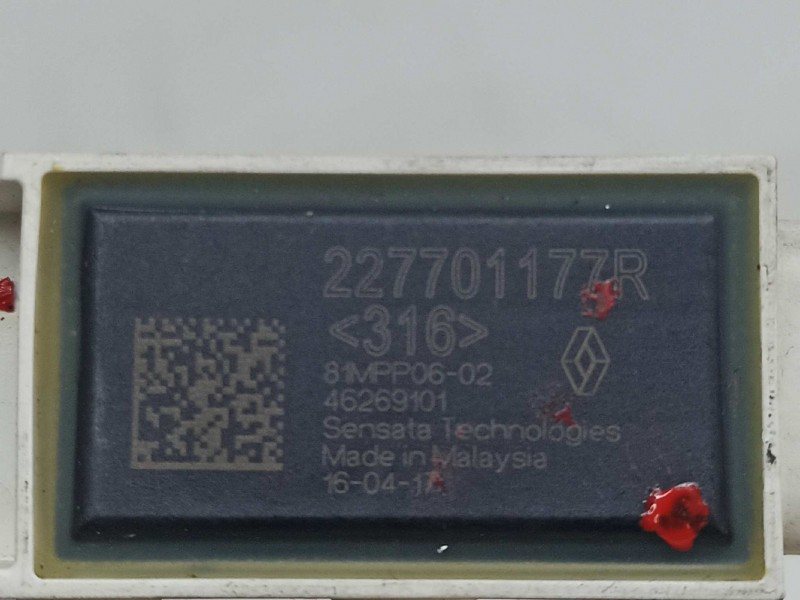 227701177R
<316>
81MPP06-02
46269101
Sensata Technologies
Made in Malaysia
16-04-17